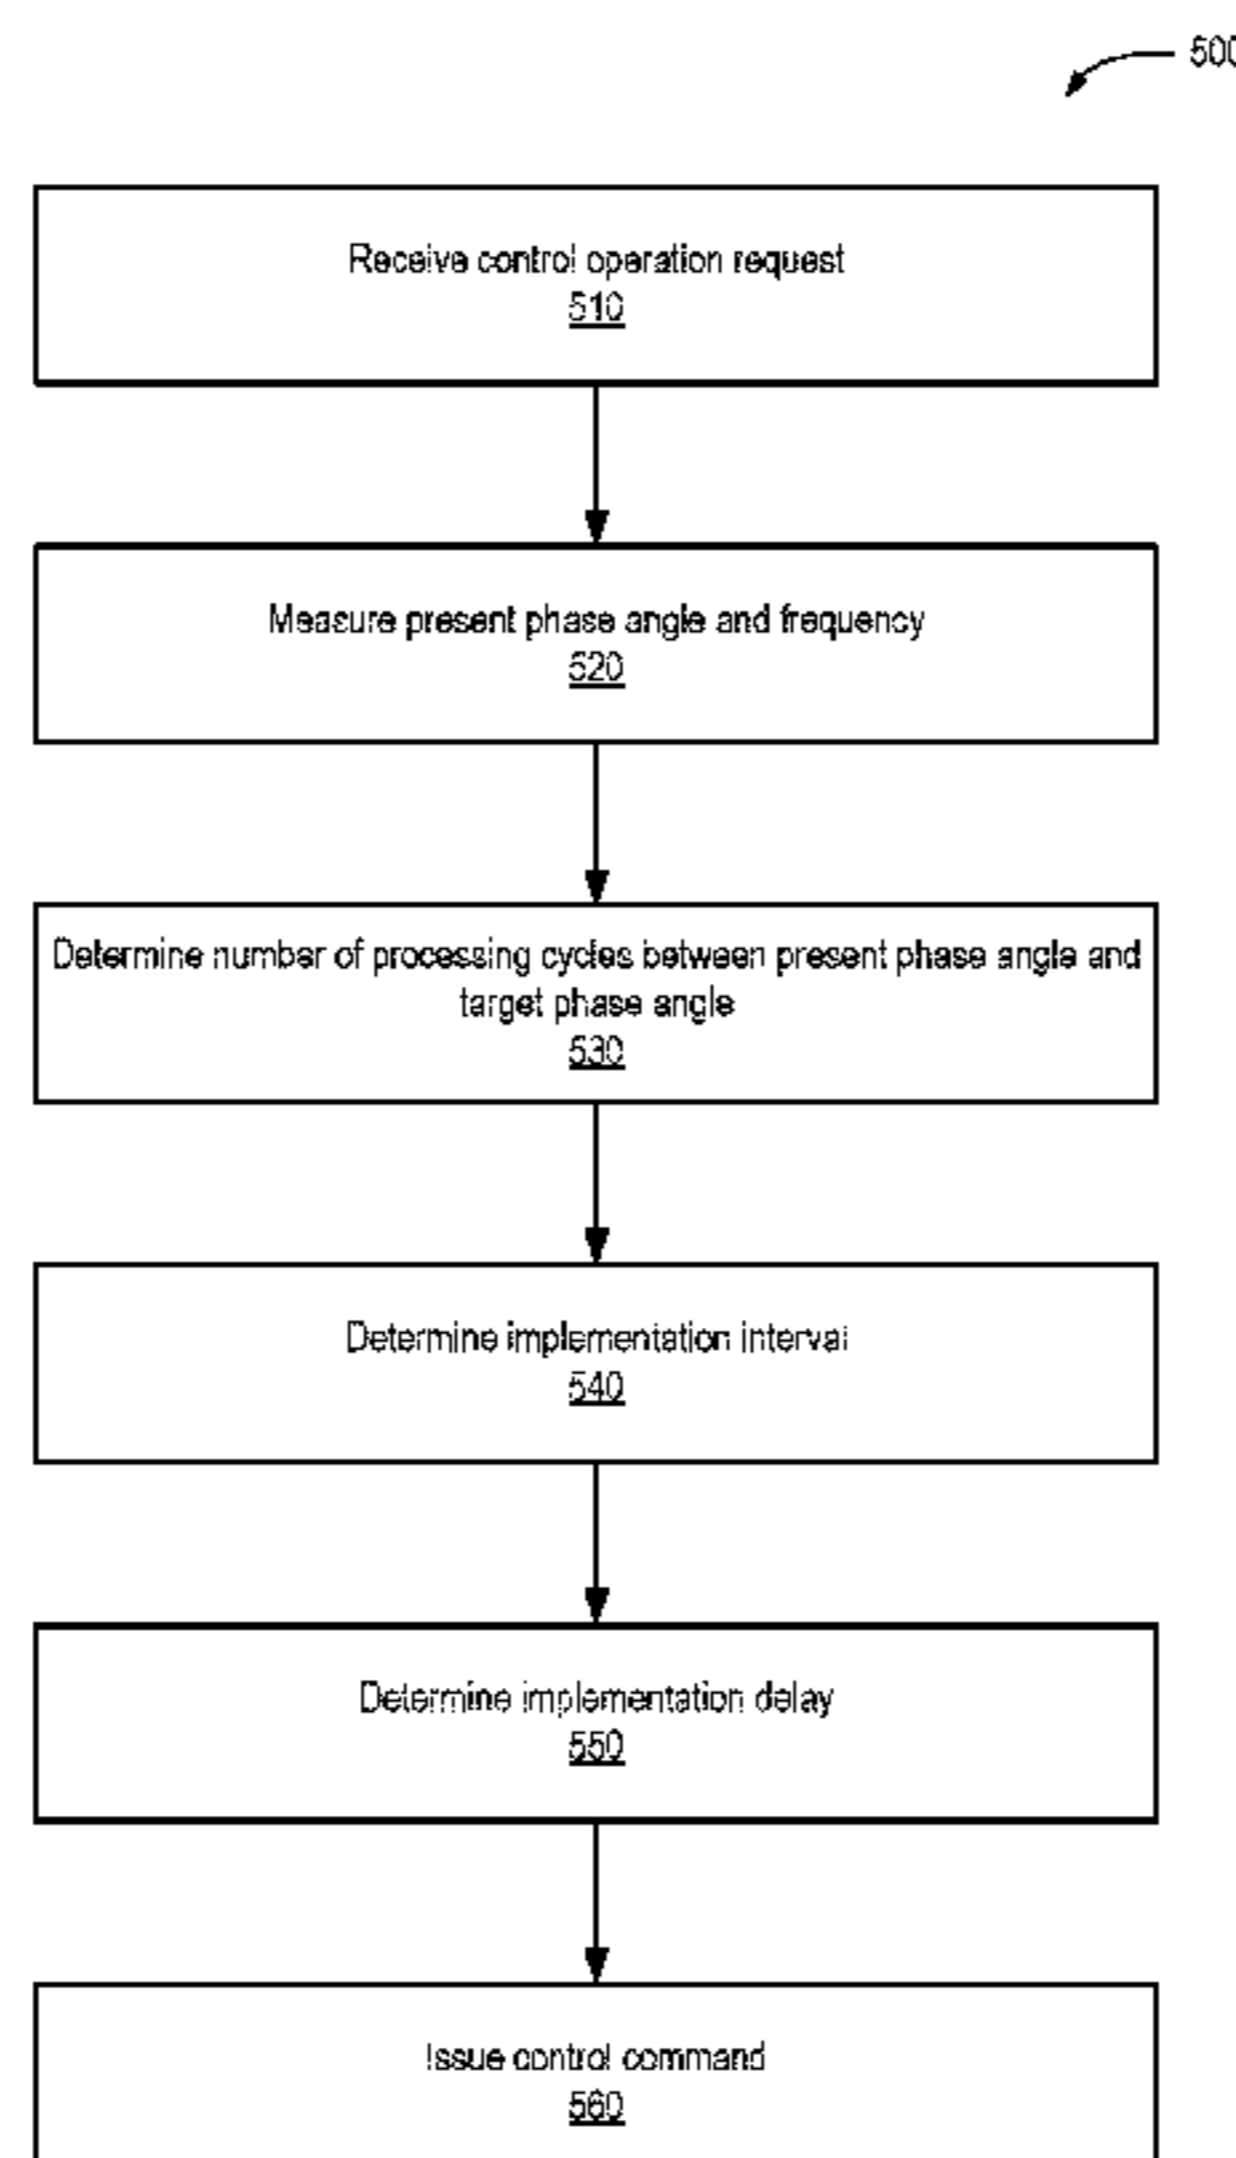 500
Receive control operation request
510
Measure present phase angle and frequency
520
Determine number of processing cycles between present phase angle and
target phase angle
530
Determine implementation interval
540
Determine implementation delay
550
Issue control command
560